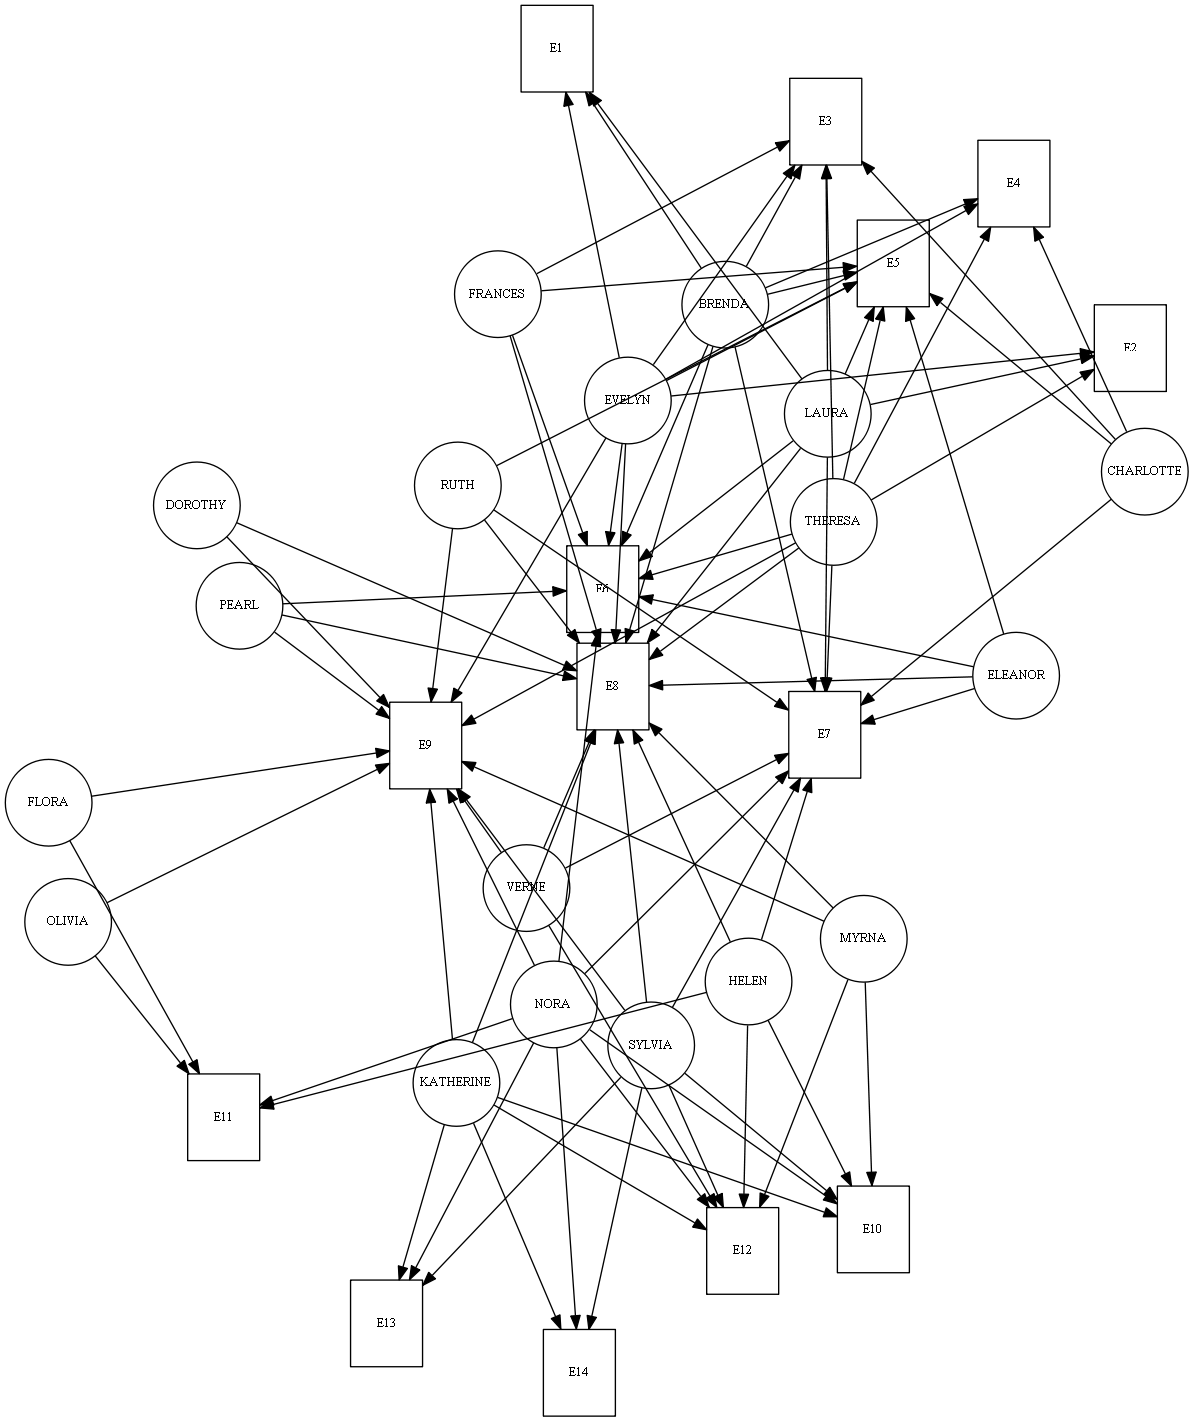 E1
E3
E4
E5
FRANCES
BRENDA
E2
EVELYN
LAURA
CHARLOTTE
RUTH
DOROTHY
THERESA
E6
PEARL
ELEANOR
E8
E7
E9
FLORA
VERNE
OLIVIA
MYRNA
HELEN
NORA
SYLVIA
KATHERINE
E11
E10
E12
E13
E14